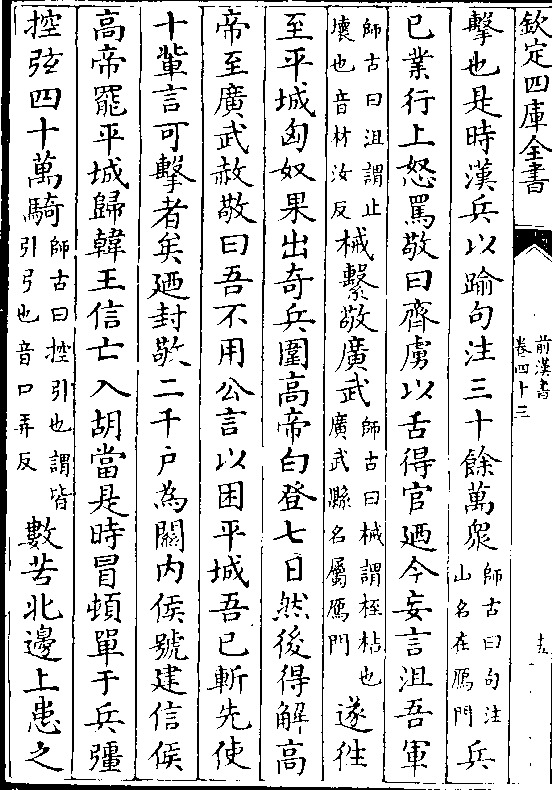 欽定四庫全書
前漢書
卷四十三
十五
擊也是時漢兵以踰句注三十餘萬衆師古曰句注山名在鴈門兵
已業行上怒罵敬曰齊虜以舌得官廼今妄言沮吾軍
師古曰沮謂止壞也音材汝反械繫敬廣武師古曰械謂桎梏也廣武縣名屬鴈門遂往
至平城匈奴果出奇兵圍高帝白登七日然後得解高
帝至廣武赦敬曰吾不用公言以困平城吾已斬先使
十輩言可擊者矣廼封敬二千户為關内侯號建信侯
高帝罷平城歸韓王信亡入胡當是時冒頓單于兵彊
控弦四十萬騎師古曰控引也謂皆引弓也音口弄反數苦北邊上患之